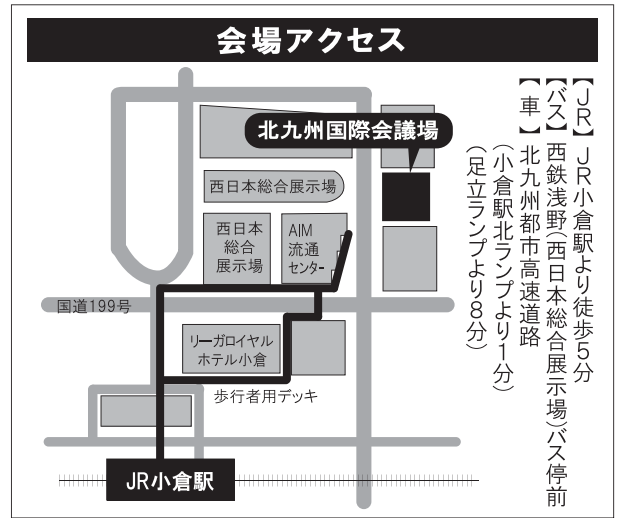 会場アクセス
北九州国際会議場
西日本総合展示場
西日本
総合
展示場
AIM
流通
センター
国道199号
リーガロイヤル
ホテル小倉
歩行者用デッキ
JR小倉駅
【JR】JR小倉駅より徒歩5分
【バス】西鉄浅野(西日本総合展示場)バス停前
【車】北九州都市高速道路
(小倉駅北ランプより1分)
(足立ランプより8分)